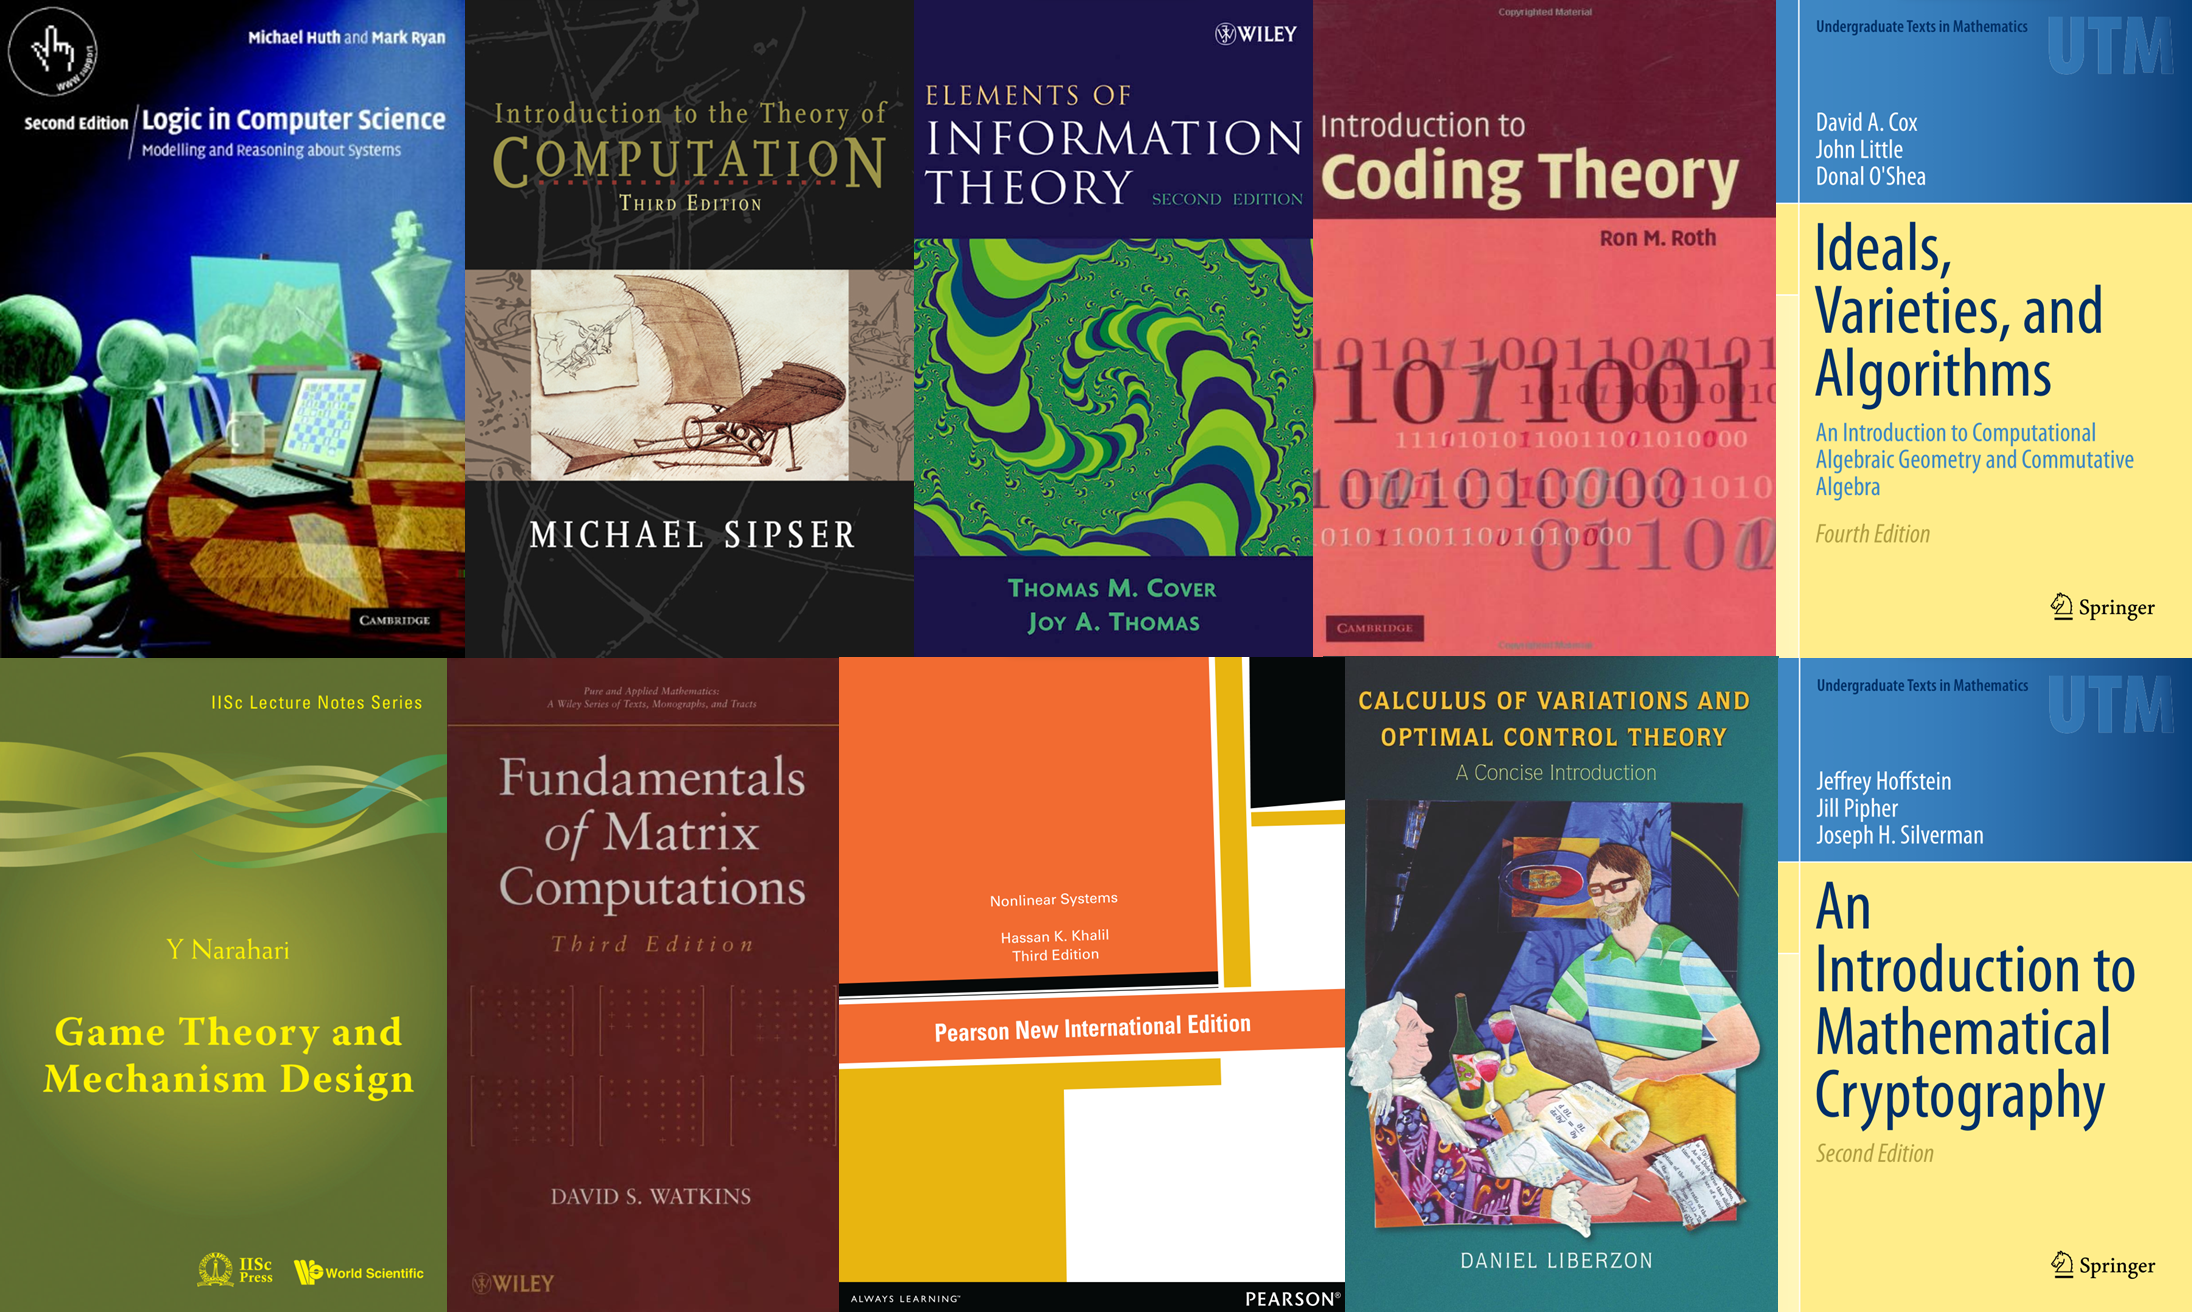 www support
Michael Huth and Mark Ryan
Second Edition
Logic in Computer Science
Modelling and Reasoning about Systems
CAMBRIDGE
Introduction to the Theory of
COMPUTATION
THIRD EDITION
MICHAEL SIPSER
WILEY
ELEMENTS OF
INFORMATION
THEORY SECOND EDITION
THOMAS M. COVER
JOY A. THOMAS
Copyrighted Material
Introduction to
Coding Theory
Ron M. Roth
CAMBRIDGE
Copyrighted Material
Undergraduate Texts in Mathematics
UTM
David A. Cox
John Little
Donal O'Shea
Ideals,
Varieties, and
Algorithms
An Introduction to Computational
Algebraic Geometry and Commutative
Algebra
Fourth Edition
Springer
IISc Lecture Notes Series
Y Narahari
Game Theory and
Mechanism Design
IISc
Press
World Scientific
Pure and Applied Mathematics:
A Wiley Series of Texts, Monographs, and Tracts
Fundamentals
of Matrix
Computations
Third Edition
DAVID S. WATKINS
WILEY
Nonlinear Systems
Hassan K. Khalil
Third Edition
Pearson New International Edition
ALWAYS LEARNING™
PEARSON®
CALCULUS OF VARIATIONS AND
OPTIMAL CONTROL THEORY
A Concise Introduction
DANIEL LIBERZON
Undergraduate Texts in Mathematics
UTM
Jeffrey Hoffstein
Jill Pipher
Joseph H. Silverman
An
Introduction to
Mathematical
Cryptography
Second Edition
Springer